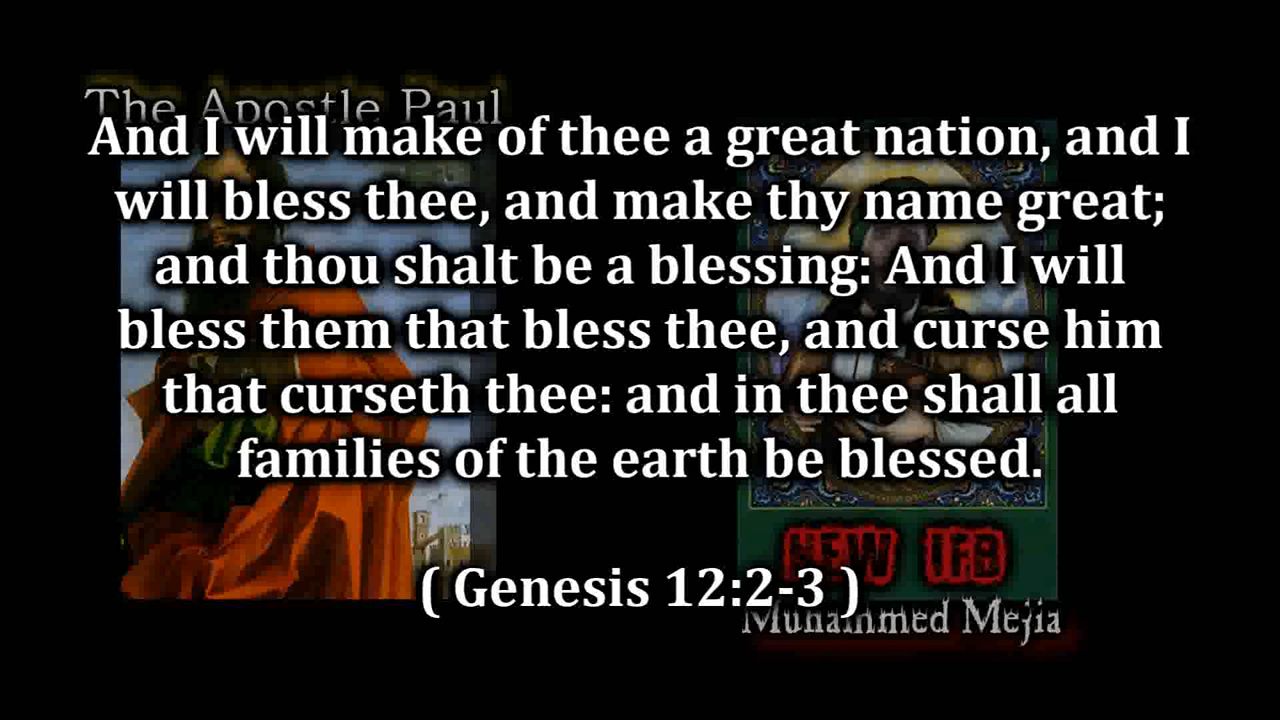 The Apostle Paul
And I will make of thee a great nation, and I
will bless thee, and make thy name great;
and thou shalt be a blessing: And I will
bless them that bless thee, and curse him
that curseth thee: and in thee shall all
families of the earth be blessed.
NEW IFB
( Genesis 12:2-3 )
Muhammed Mejia